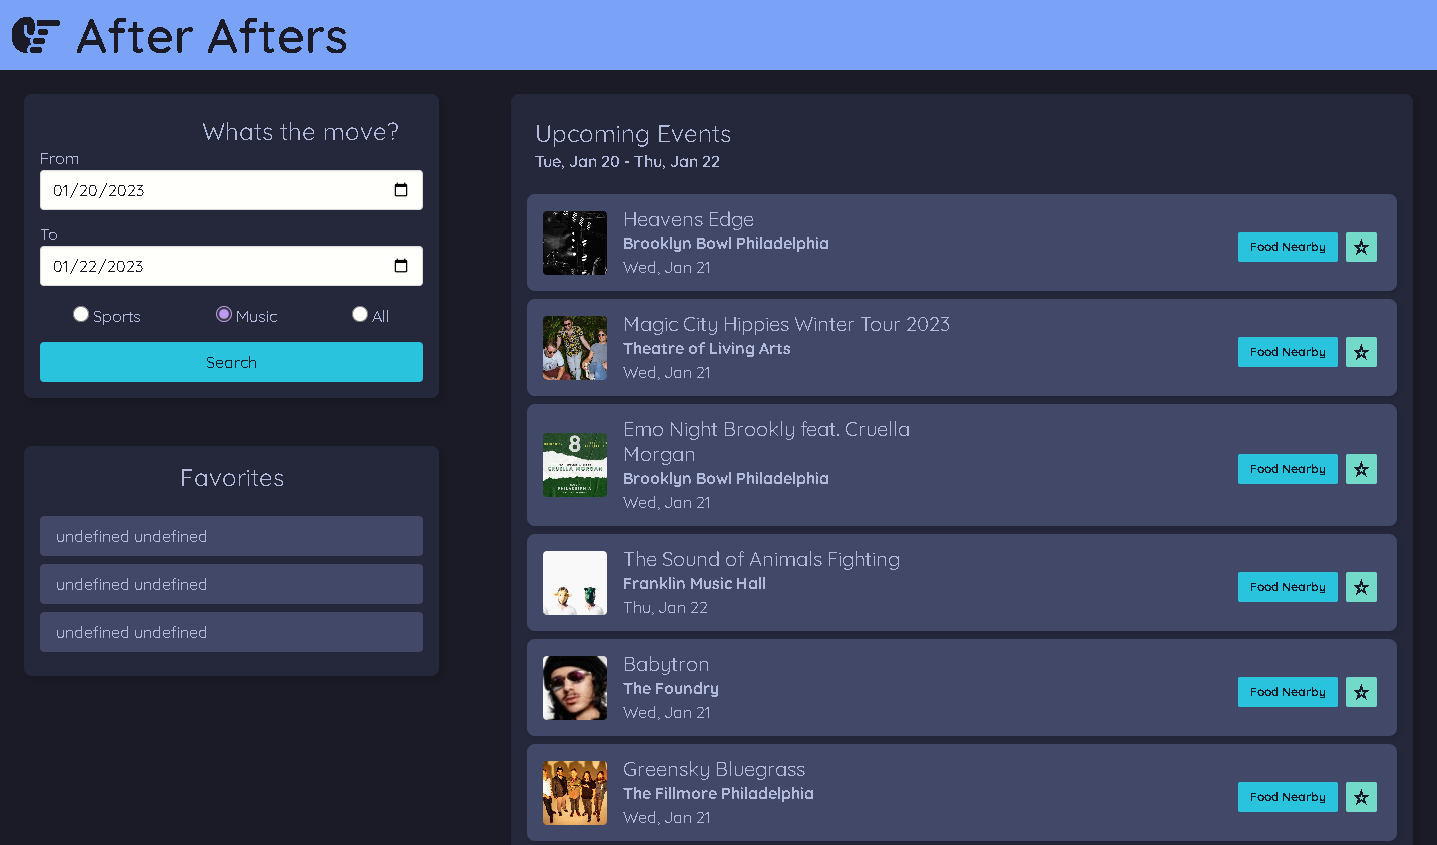 After Afters
Whats the move?
From
01/20/2023
To
01/22/2023
Sports
Music
All
Search
Favorites
undefined undefined
undefined undefined
undefined undefined
Upcoming Events
Tue, Jan 20 - Thu, Jan 22
Heavens Edge
Brooklyn Bowl Philadelphia
Wed, Jan 21
Food Nearby
Magic City Hippies Winter Tour 2023
Theatre of Living Arts
Wed, Jan 21
Food Nearby
8
CRUELLA MORGAN
PHILADELPHIA
Emo Night Brookly feat. Cruella
Morgan
Brooklyn Bowl Philadelphia
Wed, Jan 21
Food Nearby
The Sound of Animals Fighting
Franklin Music Hall
Thu, Jan 22
Food Nearby
Babytron
The Foundry
Wed, Jan 21
Food Nearby
Greensky Bluegrass
The Fillmore Philadelphia
Wed, Jan 21
Food Nearby